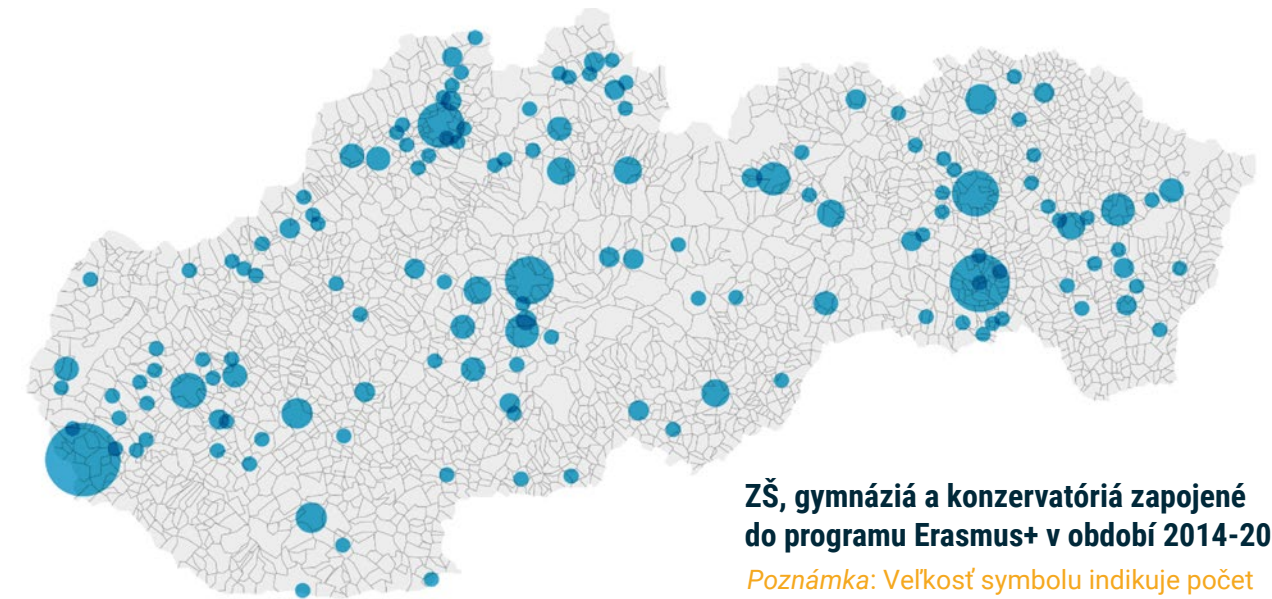 ZŠ, gymnáziá a konzervatóriá zapojené
do programu Erasmus+ v období 2014-20
Poznámka: Veľkosť symbolu indikuje počet